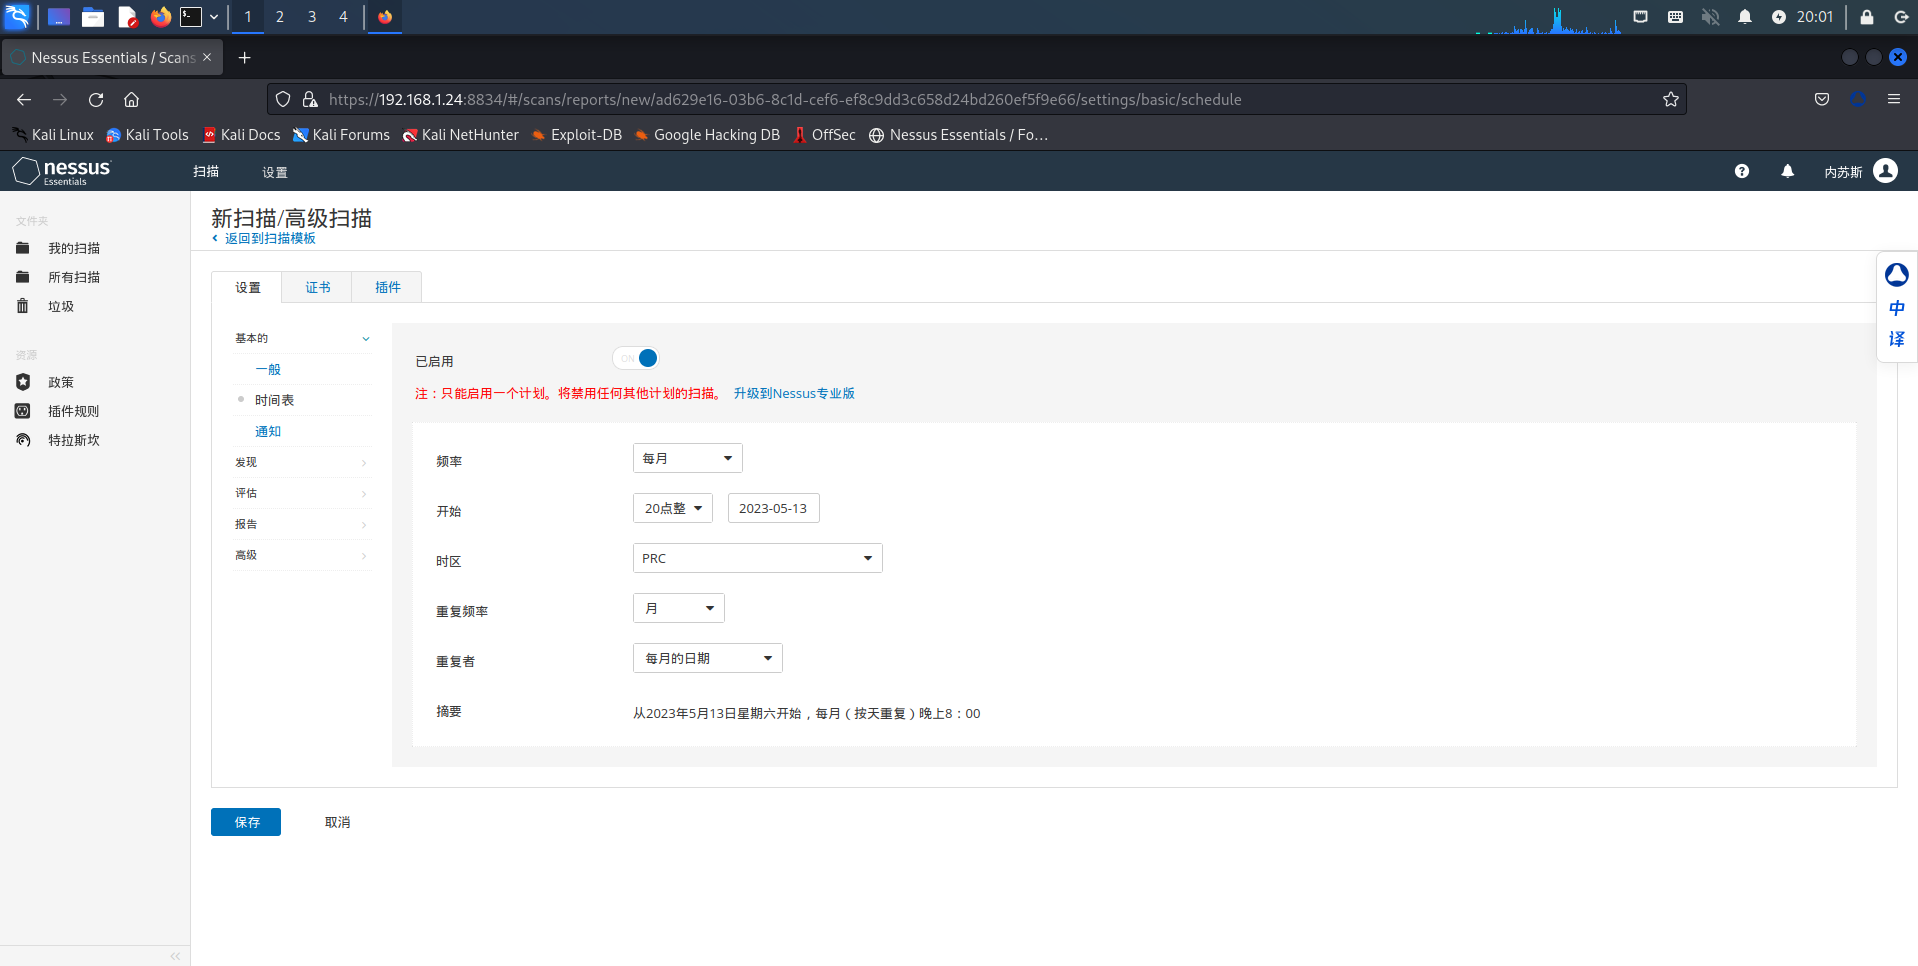 1 2 3 4 20:01
Nessus Essentials / Scans
https://192.168.1.24:8834/#/scans/reports/new/ad629e16-03b6-8c1d-cef6-ef8c9dd3c658d24bd260ef5f9e66/settings/basic/schedule
Kali Linux Kali Tools Kali Docs Kali Forums Kali NetHunter Exploit-DB Google Hacking DB OffSec Nessus Essentials / Fo…
nessus Essentials 扫描 设置 内苏斯
文件夹
我的扫描
所有扫描
垃圾
资源
政策
插件规则
特拉斯坎
新扫描/高级扫描
返回到扫描模板
设置 证书 插件
基本的
一般
时间表
通知
发现
评估
报告
高级
已启用 ON
注：只能启用一个计划。将禁用任何其他计划的扫描。 升级到Nessus专业版
频率 每月
开始 20点整 2023-05-13
时区 PRC
重复频率 月
重复者 每月的日期
摘要 从2023年5月13日星期六开始，每月（按天重复）晚上8：00
保存 取消
中
译